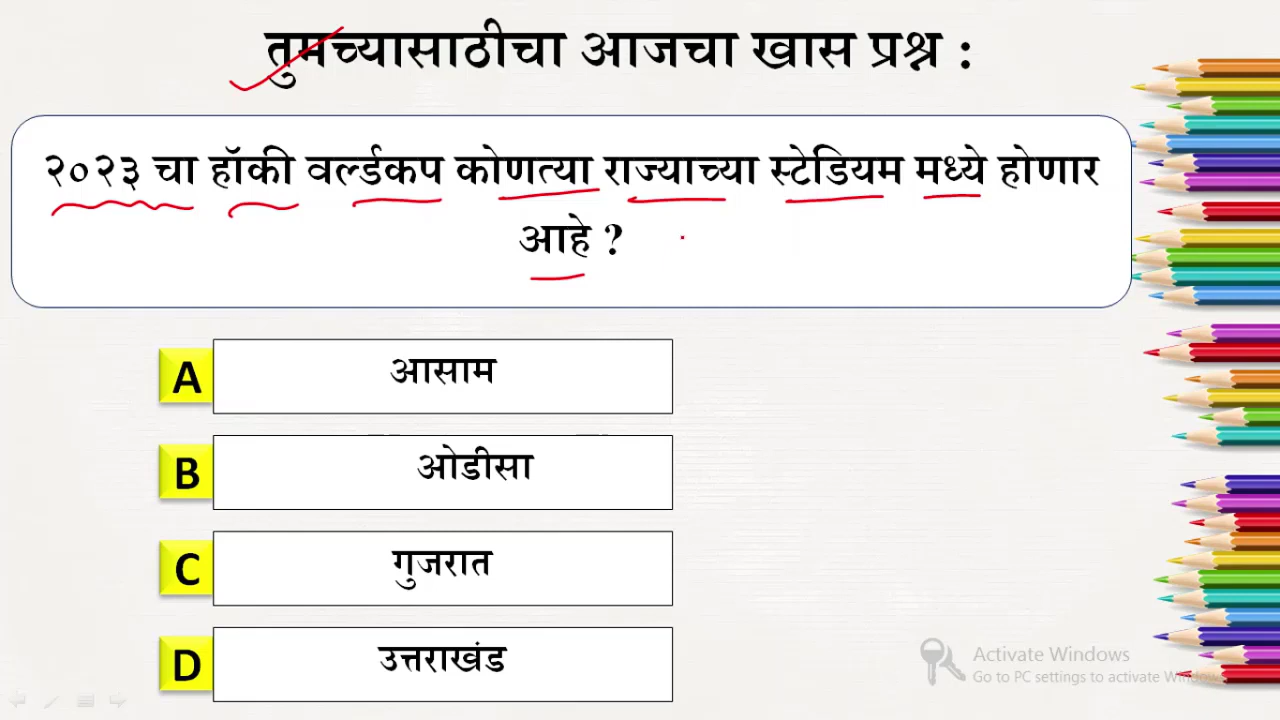 तुमच्यासाठीचा आजचा खास प्रश्न :
२०२३ चा हॉकी वर्ल्डकप कोणत्या राज्याच्या स्टेडियम मध्ये होणार
आहे ?
A आसाम
B ओडीसा
C गुजरात
D उत्तराखंड
Activate Windows
Go to PC settings to activate Windows